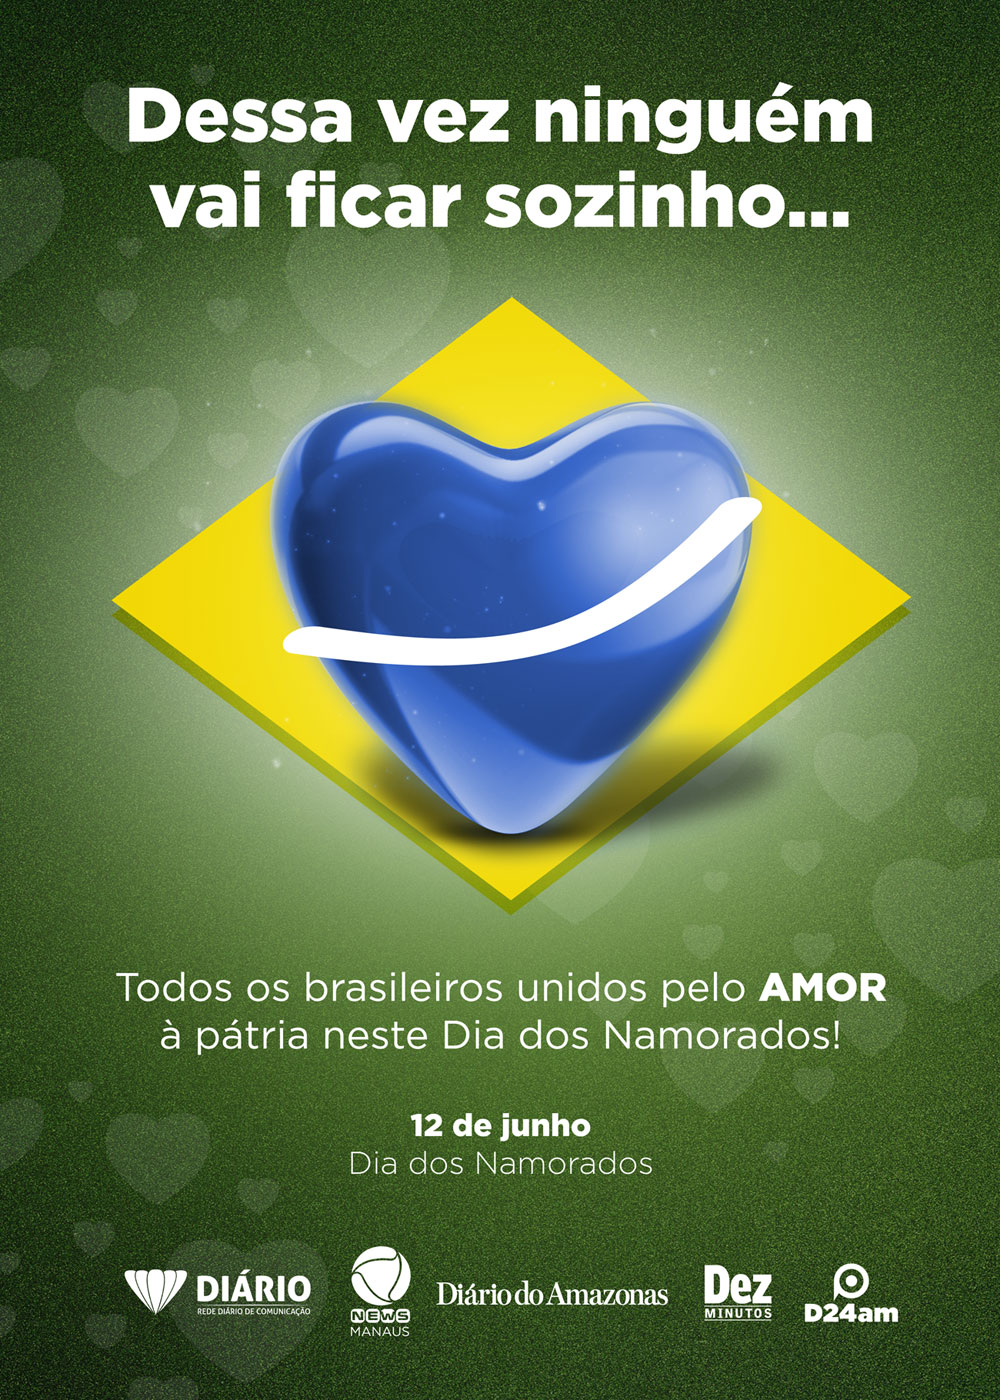 Dessa vez ninguém
vai ficar sozinho...
Todos os brasileiros unidos pelo AMOR
à pátria neste Dia dos Namorados!
12 de junho
Dia dos Namorados
DIÁRIO
REDE DIÁRIO DE COMUNICAÇÃO
NEWS
MANAUS
Diário do Amazonas
Dez
MINUTOS
D24am